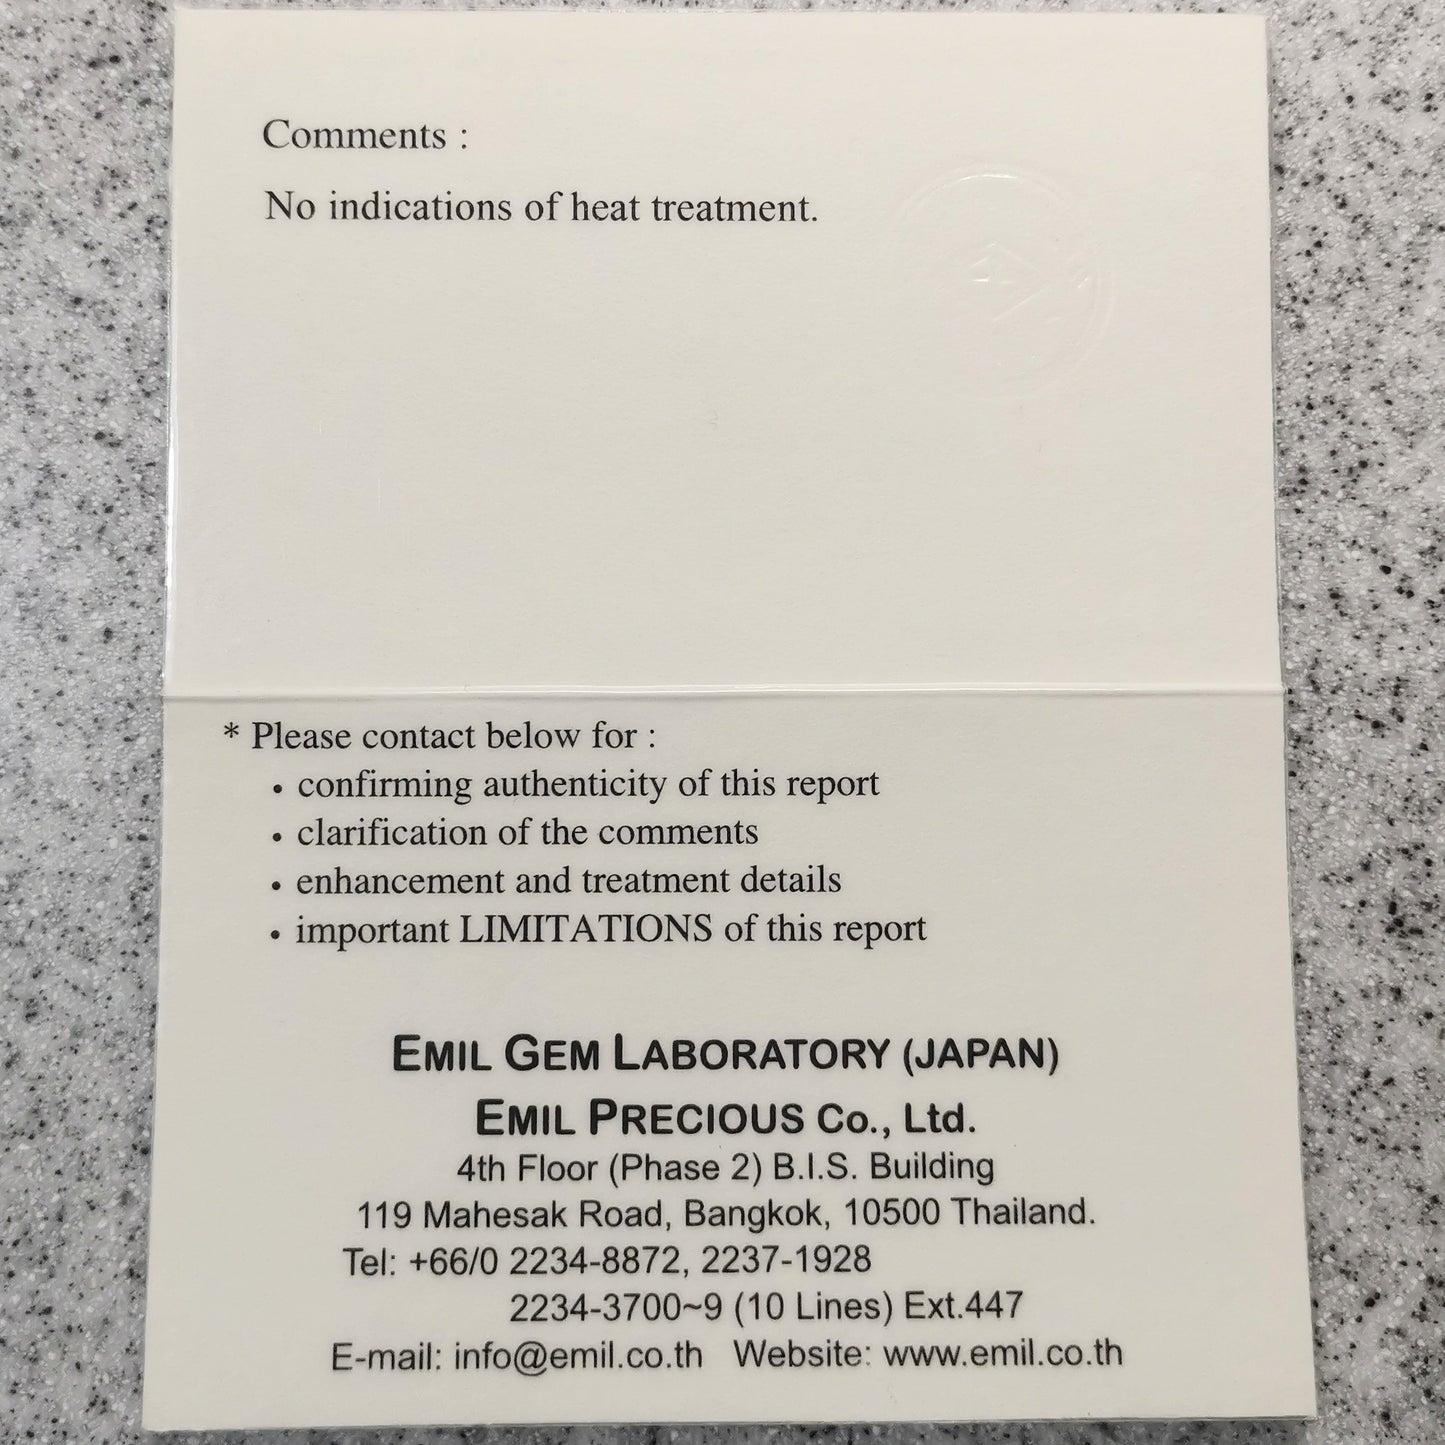 Comments :
No indications of heat treatment.
* Please contact below for :
• confirming authenticity of this report
• clarification of the comments
• enhancement and treatment details
• important LIMITATIONS of this report
EMIL GEM LABORATORY (JAPAN)
EMIL PRECIOUS Co., Ltd.
4th Floor (Phase 2) B.I.S. Building
119 Mahesak Road, Bangkok, 10500 Thailand.
Tel: +66/0 2234-8872, 2237-1928
2234-3700~9 (10 Lines) Ext.447
E-mail: info@emil.co.th Website: www.emil.co.th